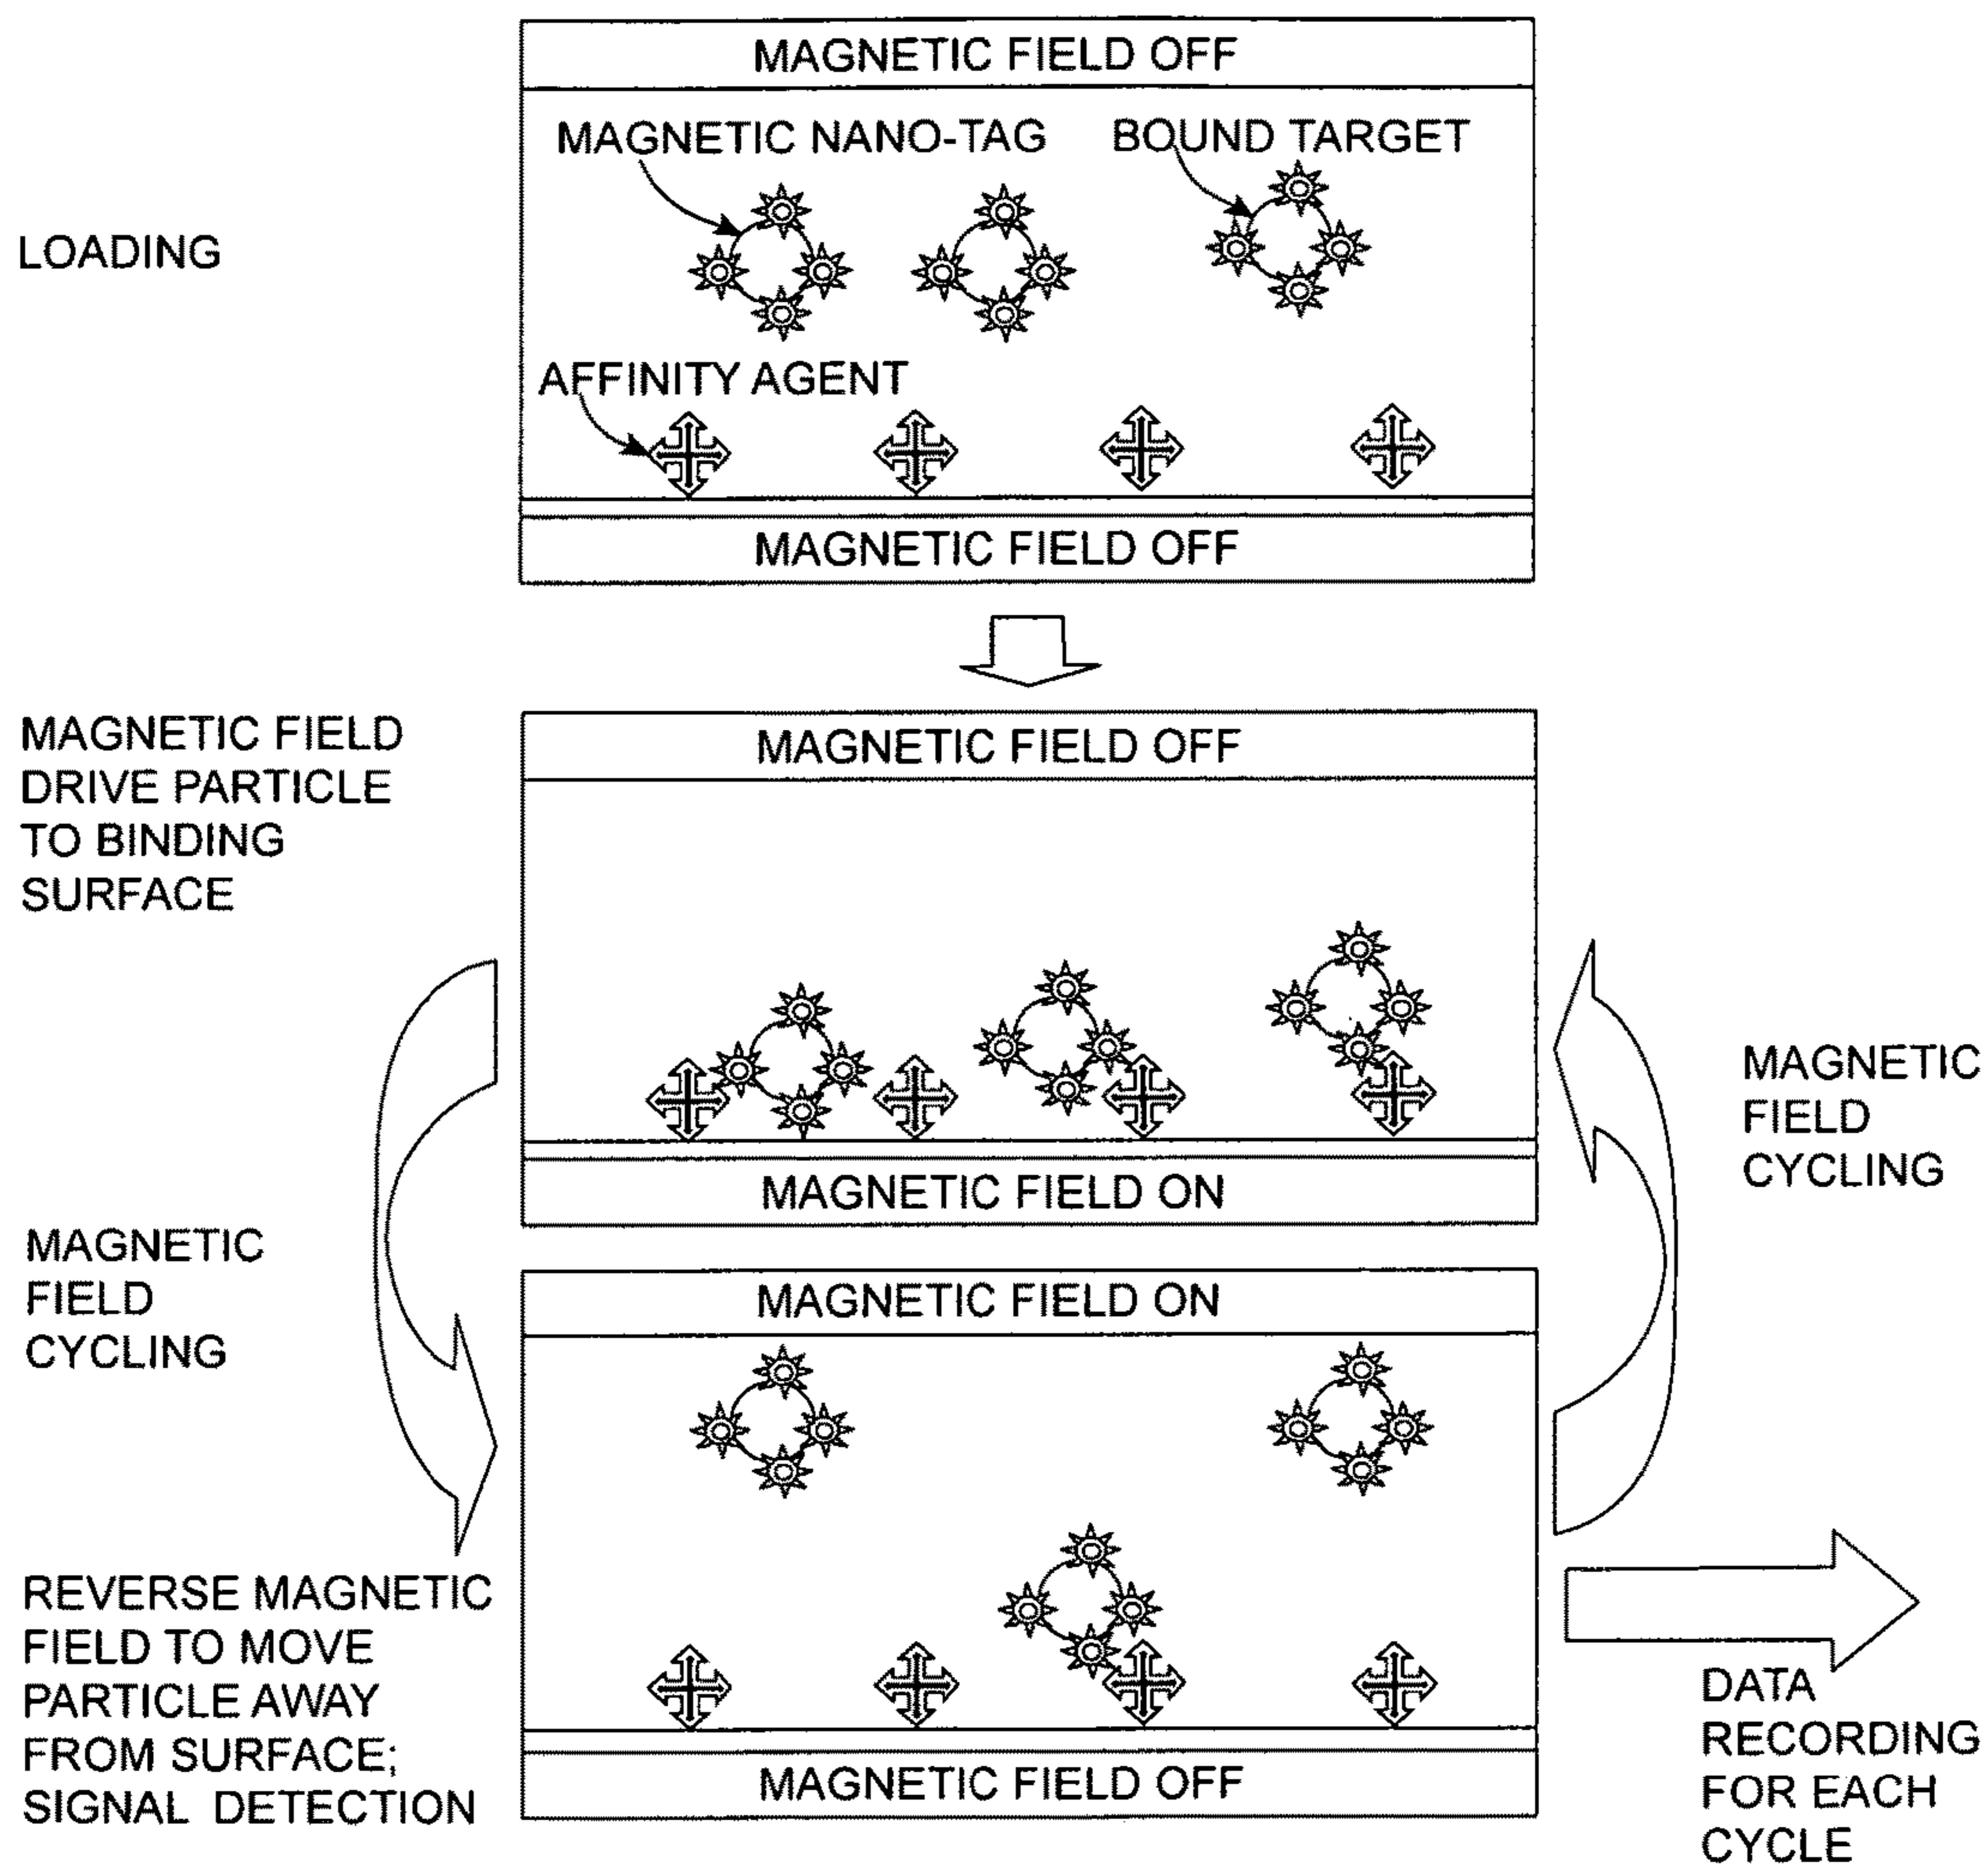 MAGNETIC FIELD OFF
MAGNETIC NANO-TAG
BOUND TARGET
LOADING
AFFINITY AGENT
MAGNETIC FIELD OFF
MAGNETIC FIELD
DRIVE PARTICLE
TO BINDING
SURFACE
MAGNETIC FIELD OFF
MAGNETIC FIELD ON
MAGNETIC
FIELD
CYCLING
MAGNETIC
FIELD
CYCLING
MAGNETIC FIELD ON
REVERSE MAGNETIC
FIELD TO MOVE
PARTICLE AWAY
FROM SURFACE;
SIGNAL DETECTION
MAGNETIC FIELD OFF
DATA
RECORDING
FOR EACH
CYCLE